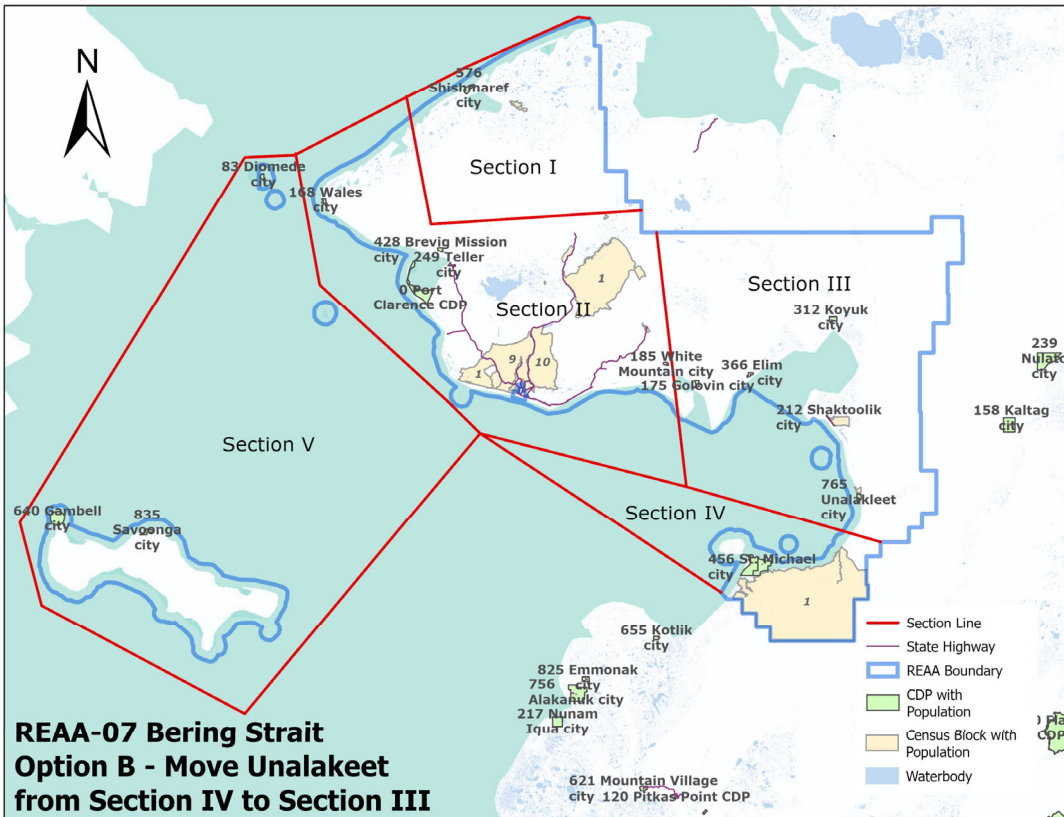 N
576
Shishmaref
city
Section I
83 Diomede
city
168 Wales
city
428 Brevig Mission
city
249 Teller
city
0 Port
Clarence CDP
Section II
1
Section III
312 Koyuk
city
239
Nulato
city
9
10
1
185 White
Mountain city
366 Elim
city
175 Golovin city
212 Shaktoolik
city
158 Kaltag
city
Section V
765
Unalakleet
city
Section IV
640 Gambell
city
835
Savoonga
city
456 St. Michael
city
1
655 Kotlik
city
825 Emmonak
city
756
Alakanuk city
217 Nunam
Iqua city
621 Mountain Village
city
120 Pitkas Point CDP
Section Line
State Highway
REAA Boundary
CDP with
Population
Census Block with
Population
Waterbody
CDP
REAA-07 Bering Strait
Option B - Move Unalakeet
from Section IV to Section III